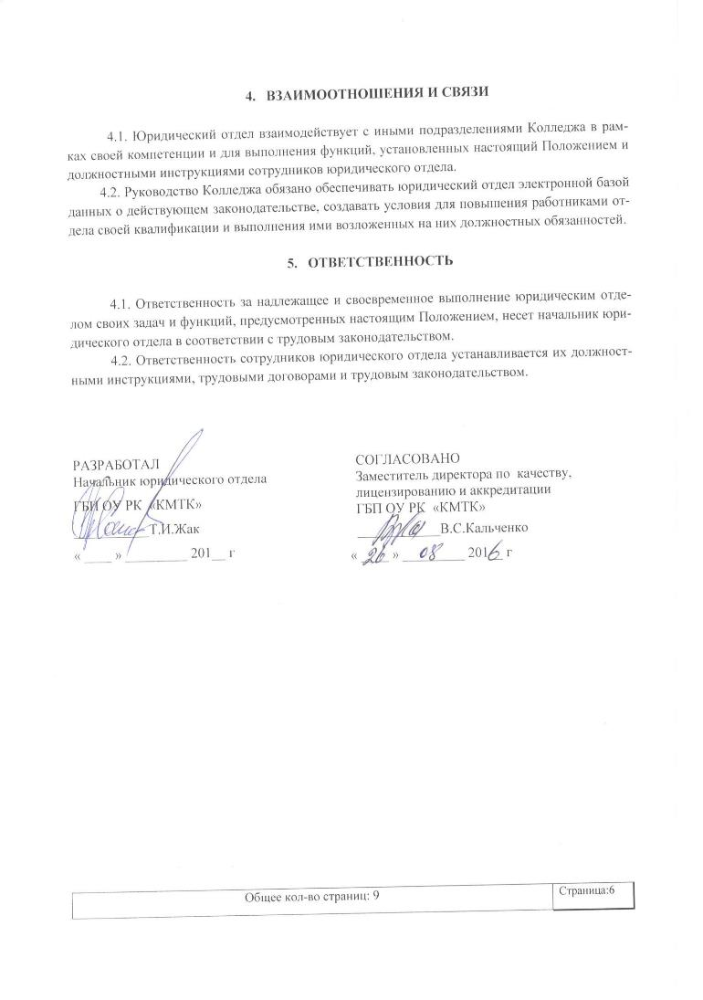 4. ВЗАИМООТНОШЕНИЯ И СВЯЗИ
4.1. Юридический отдел взаимодействует с иными подразделениями Колледжа в рам-
ках своей компетенции и для выполнения функций, установленных настоящий Положением и
должностными инструкциями сотрудников юридического отдела.
4.2. Руководство Колледжа обязано обеспечивать юридический отдел электронной базой
данных о действующем законодательстве, создавать условия для повышения работниками от-
дела своей квалификации и выполнения ими возложенных на них должностных обязанностей.
5. ОТВЕТСТВЕННОСТЬ
4.1. Ответственность за надлежащее и своевременное выполнение юридическим отде-
лом своих задач и функций, предусмотренных настоящим Положением, несет начальник юри-
дического отдела в соответствии с трудовым законодательством.
4.2. Ответственность сотрудников юридического отдела устанавливается их должност-
ными инструкциями, трудовыми договорами и трудовым законодательством.
РАЗРАБОТАЛ
Начальник юридического отдела
ГБП ОУ РК «КМТК»
___________Т.И.Жак
« ____ » _________ 201__ г
СОГЛАСОВАНО
Заместитель директора по качеству,
лицензированию и аккредитации
ГБП ОУ РК «КМТК»
____________В.С.Кальченко
« 26 » 08 2016 г
Общее кол-во страниц: 9
Страница:6